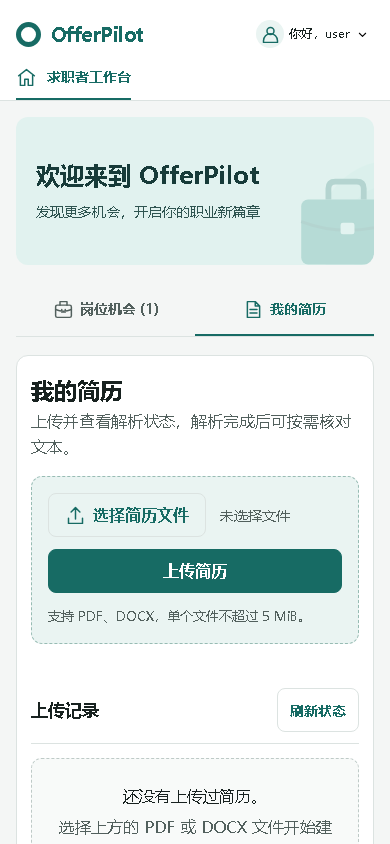 OfferPilot
你好，user
求职者工作台
欢迎来到 OfferPilot
发现更多机会，开启你的职业新篇章
岗位机会 (1)
我的简历
我的简历
上传并查看解析状态，解析完成后可按需核对
文本。
选择简历文件
未选择文件
上传简历
支持 PDF、DOCX，单个文件不超过 5 MiB。
上传记录
刷新状态
还没有上传过简历。
选择上方的 PDF 或 DOCX 文件开始建